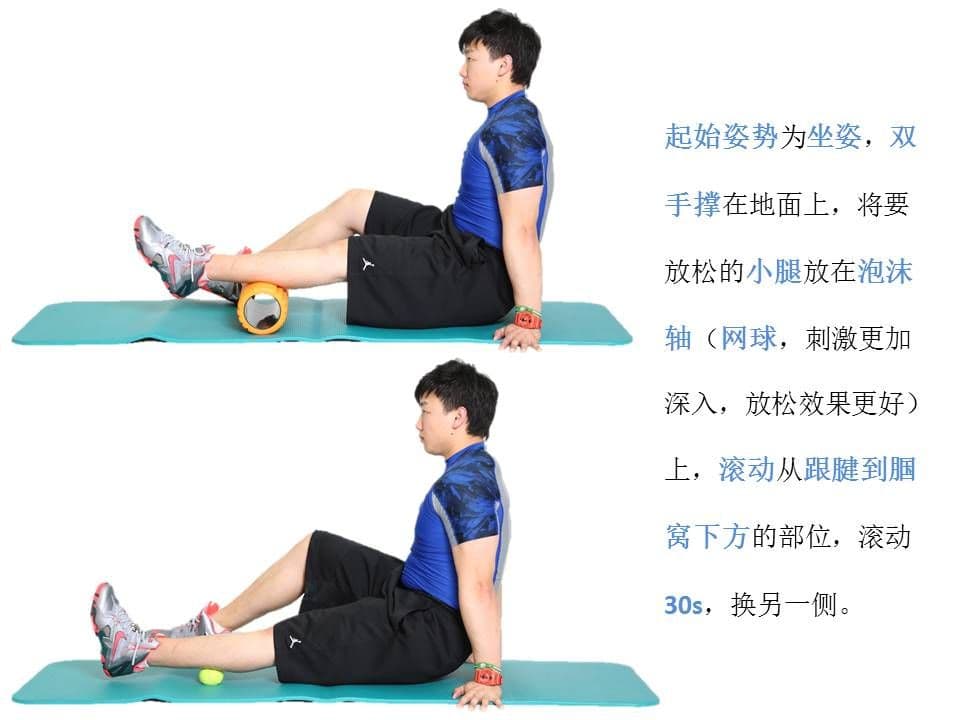 起始姿势为坐姿，双
手撑在地面上，将要
放松的小腿放在泡沫
轴（网球，刺激更加
深入，放松效果更好）
上，滚动从跟腱到腘
窝下方的部位，滚动
30s，换另一侧。